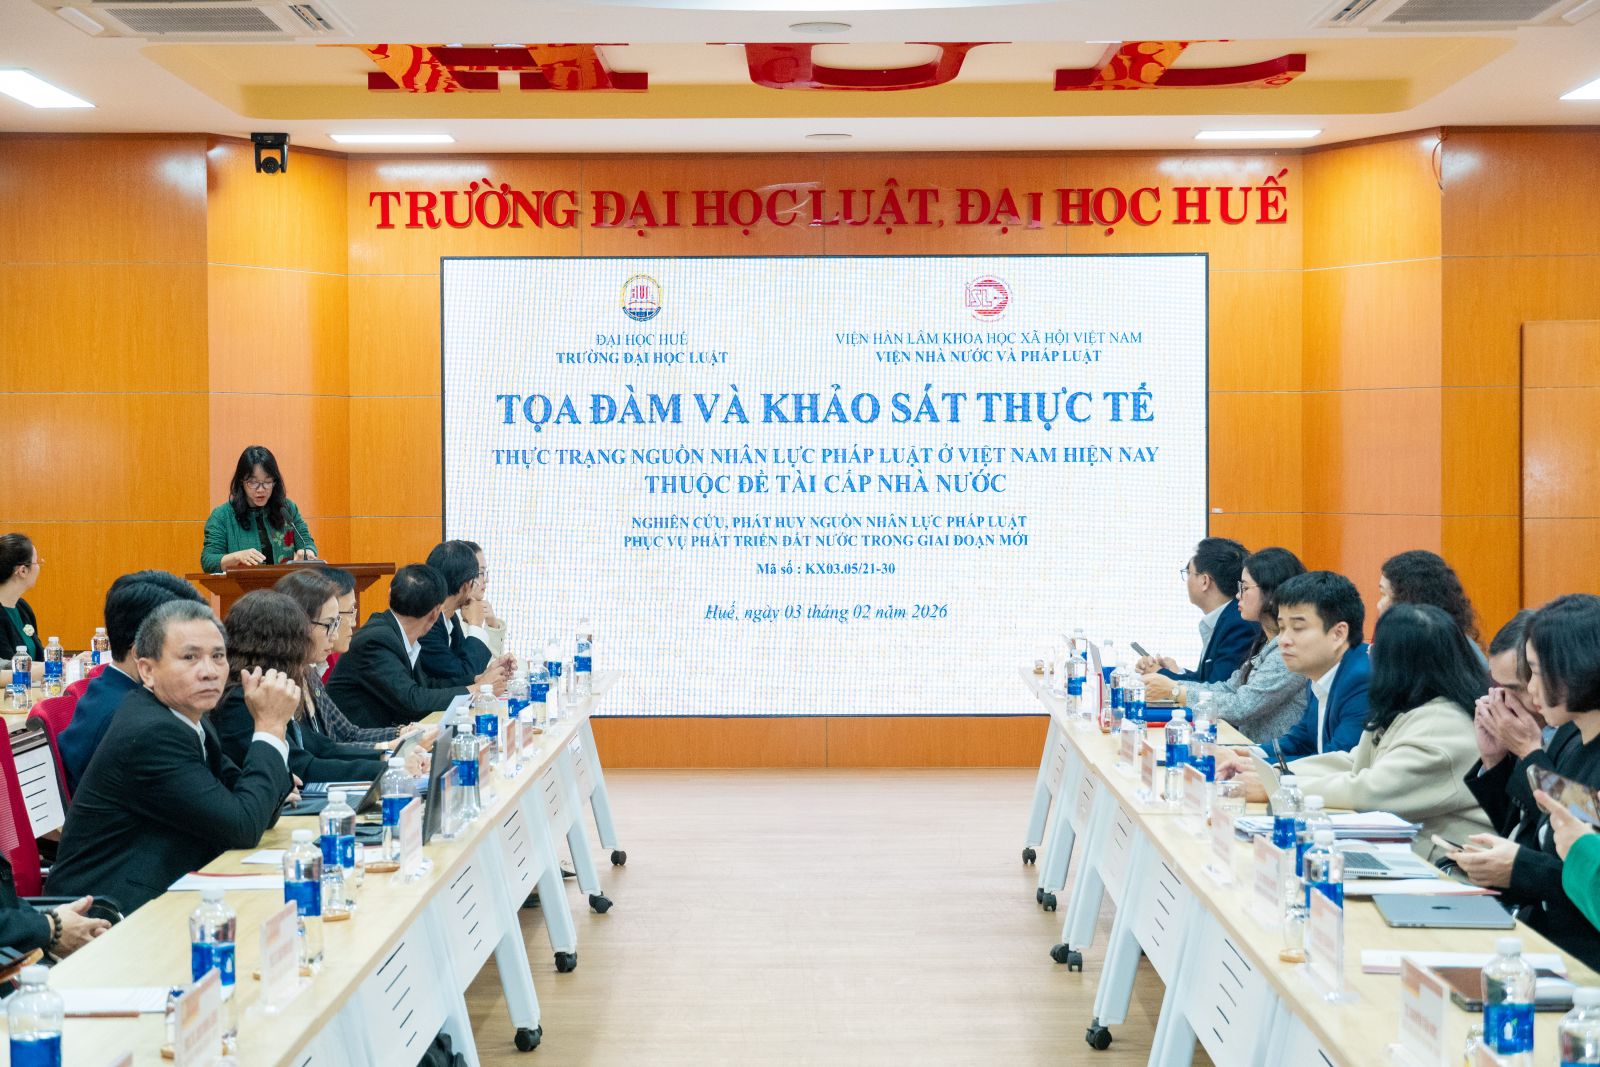 TRƯỜNG ĐẠI HỌC LUẬT, ĐẠI HỌC HUẾ
ĐẠI HỌC HUẾ
TRƯỜNG ĐẠI HỌC LUẬT
ISL
VIỆN HÀN LÂM KHOA HỌC XÃ HỘI VIỆT NAM
VIỆN NHÀ NƯỚC VÀ PHÁP LUẬT
TỌA ĐÀM VÀ KHẢO SÁT THỰC TẾ
THỰC TRẠNG NGUỒN NHÂN LỰC PHÁP LUẬT Ở VIỆT NAM HIỆN NAY
THUỘC ĐỀ TÀI CẤP NHÀ NƯỚC
NGHIÊN CỨU, PHÁT HUY NGUỒN NHÂN LỰC PHÁP LUẬT
PHỤC VỤ PHÁT TRIỂN ĐẤT NƯỚC TRONG GIAI ĐOẠN MỚI
Mã số : KX03.05/21-30
Huế, ngày 03 tháng 02 năm 2026